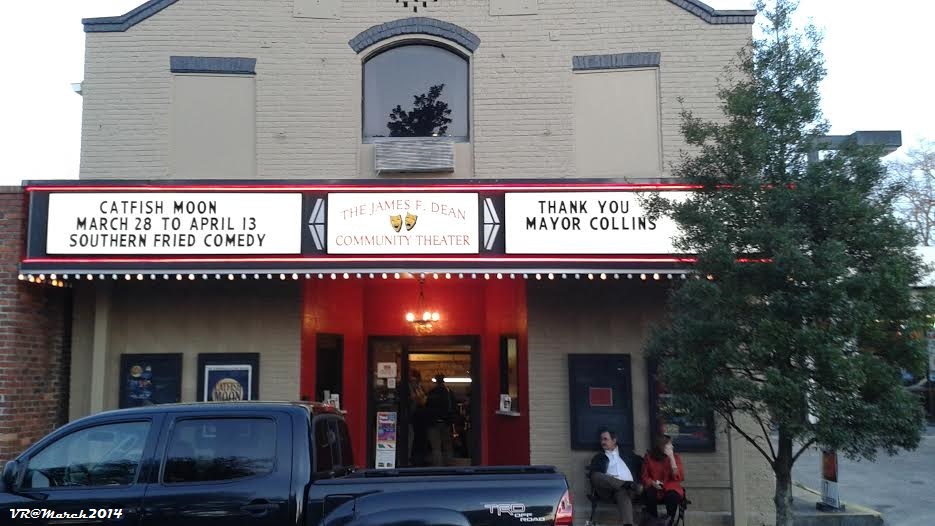 CATFISH MOON
MARCH 28 TO APRIL 13
SOUTHERN FRIED COMEDY
THE JAMES F. DEAN
COMMUNITY THEATER
THANK YOU
MAYOR COLLINS
CATFISH
MOON
TRD
OFF ROAD
VR@March2014